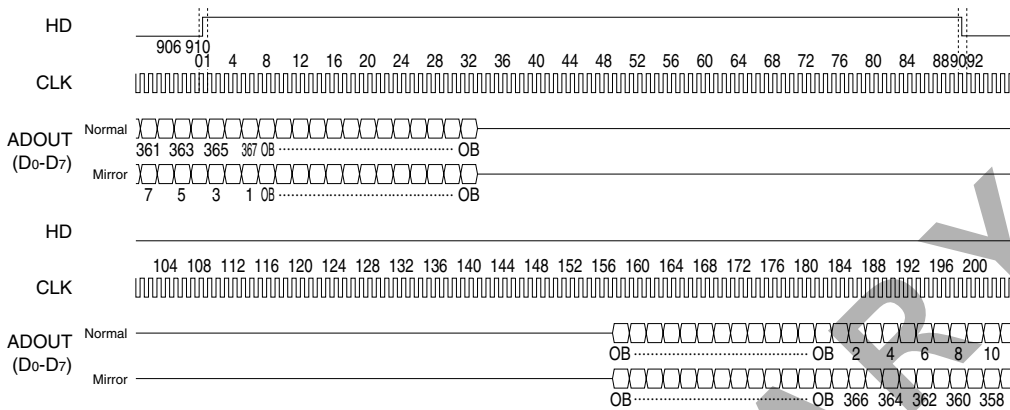 HD
906 910
01 4 8 12 16 20 24 28 32 36 40 44 48 52 56 60 64 68 72 76 80 84 88 90 92
CLK
ADOUT
(D0-D7)
Normal
361 363 365 367 OB OB
Mirror
7 5 3 1 OB OB
HD
104 108 112 116 120 124 128 132 136 140 144 148 152 156 160 164 168 172 176 180 184 188 192 196 200
CLK
ADOUT
(D0-D7)
Normal
OB OB 2 4 6 8 10
Mirror
OB OB 366 364 362 360 358